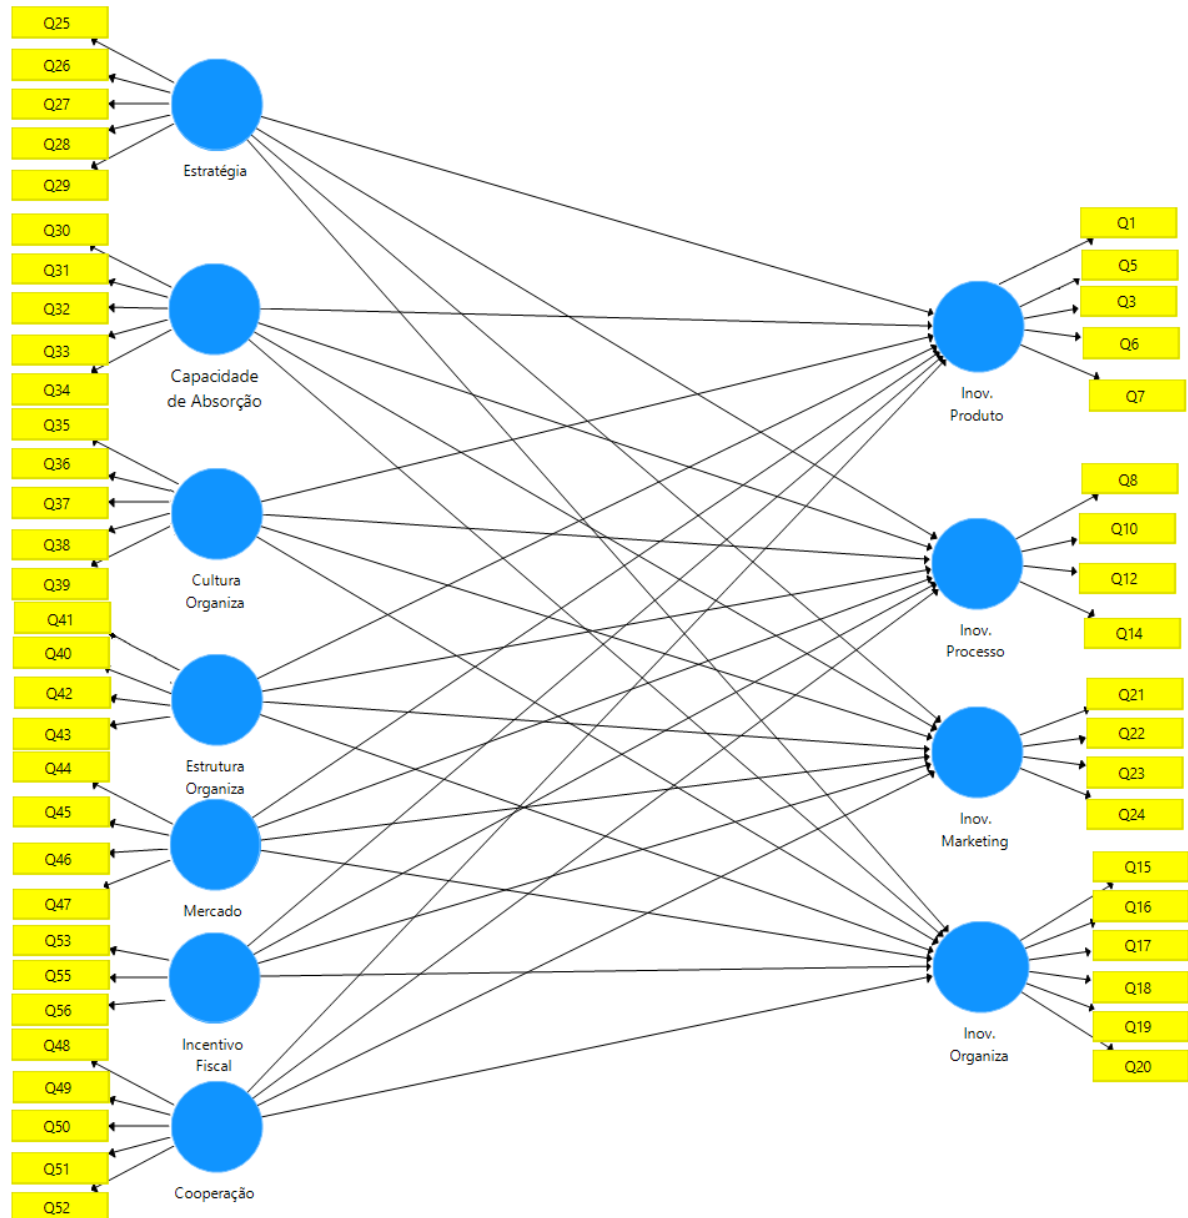 Q25
Q26
Q27
Q28
Q29
Estratégia
Q30
Q31
Q32
Q33
Q34
Capacidade
de Absorção
Q35
Q36
Q37
Q38
Q39
Cultura
Organiza
Q41
Q40
Q42
Q43
Estrutura
Organiza
Q44
Q45
Q46
Q47
Mercado
Q53
Q55
Q56
Incentivo
Fiscal
Q48
Q49
Q50
Q51
Q52
Cooperação
Q1
Q5
Q3
Q6
Q7
Inov.
Produto
Q8
Q10
Q12
Q14
Inov.
Processo
Q21
Q22
Q23
Q24
Inov.
Marketing
Q15
Q16
Q17
Q18
Q19
Q20
Inov.
Organiza